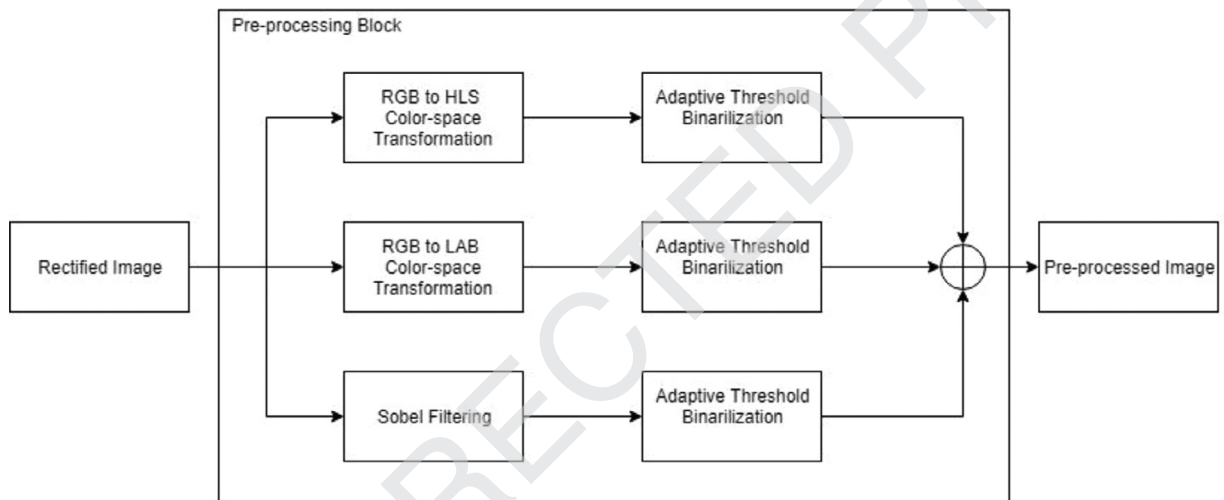 Pre-processing Block
RGB to HLS
Color-space
Transformation
Adaptive Threshold
Binarilization
Rectified Image
RGB to LAB
Color-space
Transformation
Adaptive Threshold
Binarilization
Pre-processed Image
Sobel Filtering
Adaptive Threshold
Binarilization
RECTED P